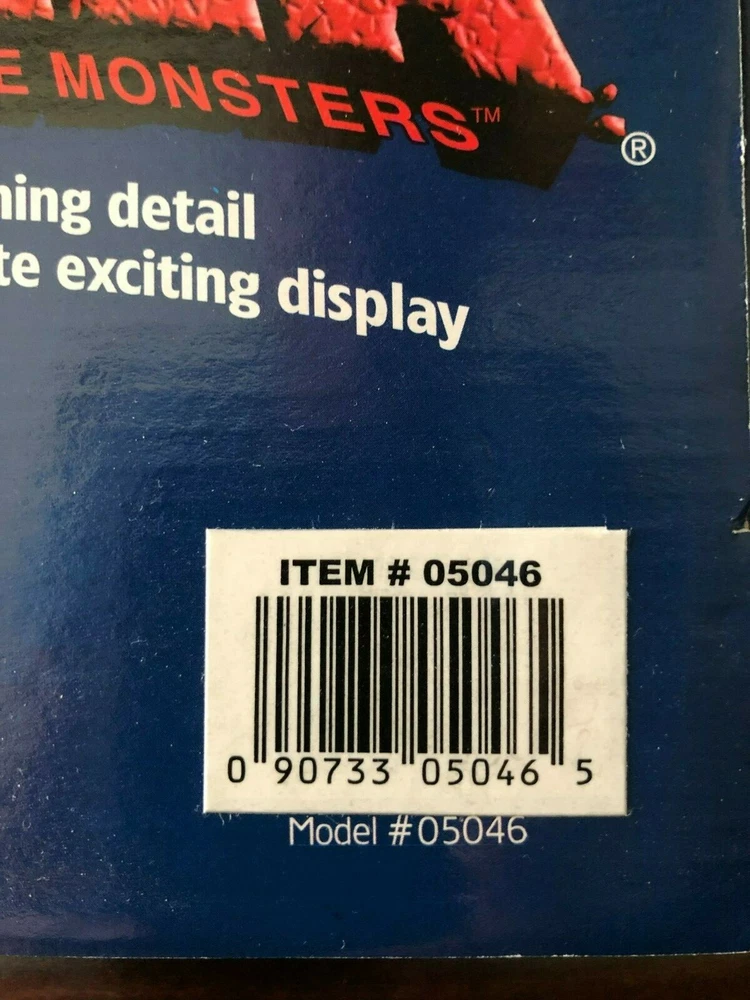 E MONSTERS™
®
ning detail
te exciting display
ITEM # 05046
0 90733 05046 5
Model #05046